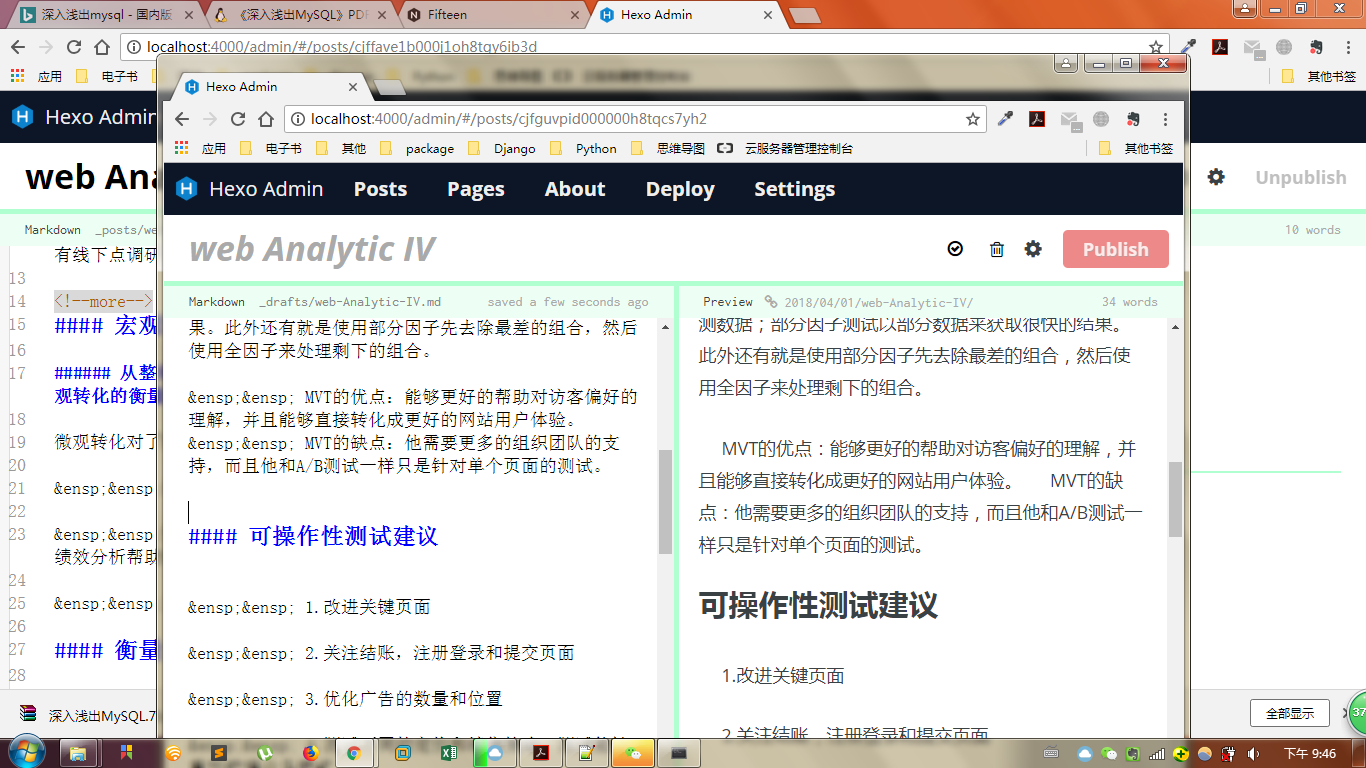 深入浅出mysql - 国内版
《深入浅出MySQL》PDF
Fifteen
Hexo Admin
localhost:4000/admin/#/posts/cjffave1b000j1oh8tqy6ib3d
应用
电子书
其他书签
Hexo Admin
web Ana
Unpublish
Markdown _posts/we
10 words
有线下点调研
13
14 <!--more-->
15 #### 宏观
16
17 ###### 从整
观转化的衡量
18
19 微观转化对了
20
21 &ensp;&ensp
22
23 &ensp;&ensp
绩效分析帮助
24
25 &ensp;&ensp
26
27 #### 衡量
28
Hexo Admin
localhost:4000/admin/#/posts/cjfguvpid000000h8tqcs7yh2
应用 电子书 其他 package Django Python 思维导图 云服务器管理控制台 其他书签
Hexo Admin Posts Pages About Deploy Settings
web Analytic IV
Publish
Markdown _drafts/web-Analytic-IV.md saved a few seconds ago
果。此外还有就是使用部分因子先去除最差的组合，然后
使用全因子来处理剩下的组合。
&ensp;&ensp; MVT的优点：能够更好的帮助对访客偏好的
理解，并且能够直接转化成更好的网站用户体验。
&ensp;&ensp; MVT的缺点：他需要更多的组织团队的支
持，而且他和A/B测试一样只是针对单个页面的测试。
#### 可操作性测试建议
&ensp;&ensp; 1.改进关键页面
&ensp;&ensp; 2.关注结账，注册登录和提交页面
&ensp;&ensp; 3.优化广告的数量和位置
Preview 2018/04/01/web-Analytic-IV/ 34 words
测数据；部分因子测试以部分数据来获取很快的结果。
此外还有就是使用部分因子先去除最差的组合，然后使
用全因子来处理剩下的组合。
MVT的优点：能够更好的帮助对访客偏好的理解，并
且能够直接转化成更好的网站用户体验。 MVT的缺
点：他需要更多的组织团队的支持，而且他和A/B测试一
样只是针对单个页面的测试。
可操作性测试建议
1.改进关键页面
2.关注结账，注册登录和提交页面
深入浅出MySQL.7
全部显示
37
下午 9:46